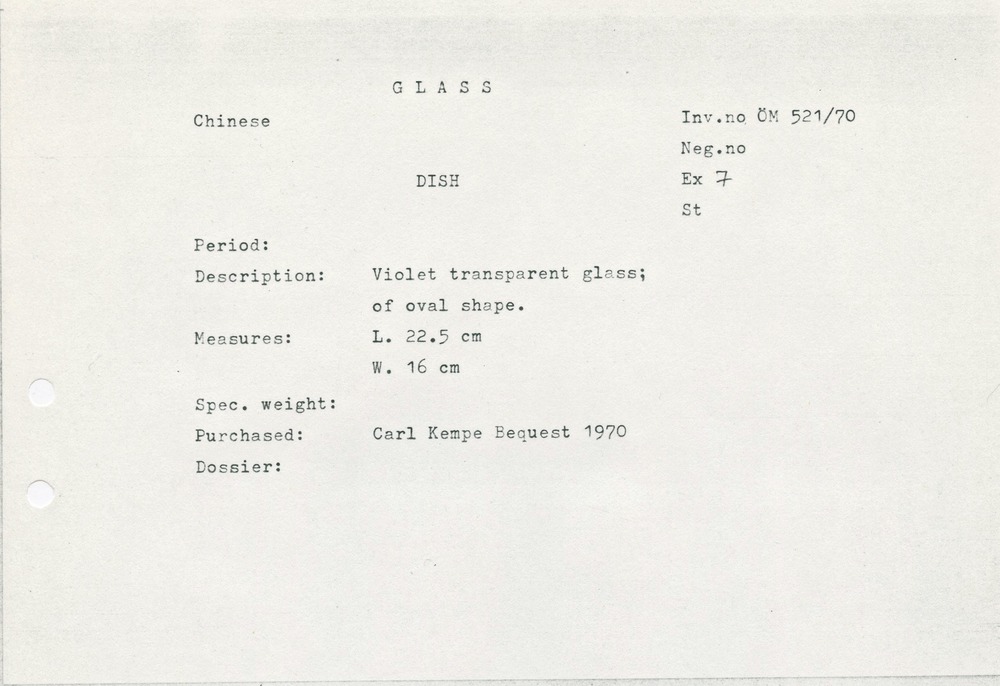 G L A S S
Chinese
Inv.no ÖM 521/70
Neg.no
DISH
Ex 7
St
Period:
Description: Violet transparent glass;
of oval shape.
Measures: L. 22.5 cm
W. 16 cm
Spec. weight:
Purchased: Carl Kempe Bequest 1970
Dossier: